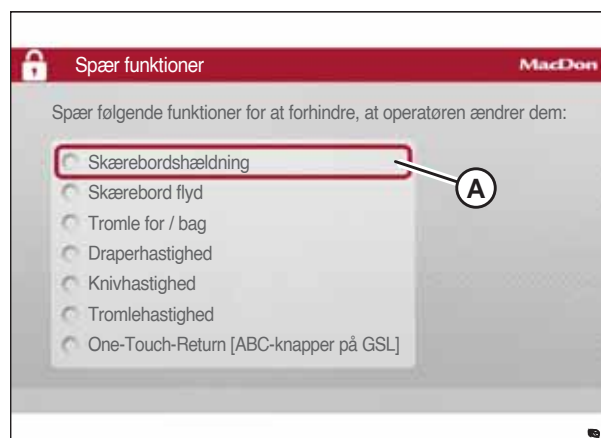 Spær funktioner MacDon
Spær følgende funktioner for at forhindre, at operatøren ændrer dem:
Skærebordshældning
A
Skærebord flyd
Tromle for / bag
Draperhastighed
Knivhastighed
Tromlehastighed
One-Touch-Return [ABC-knapper på GSL]